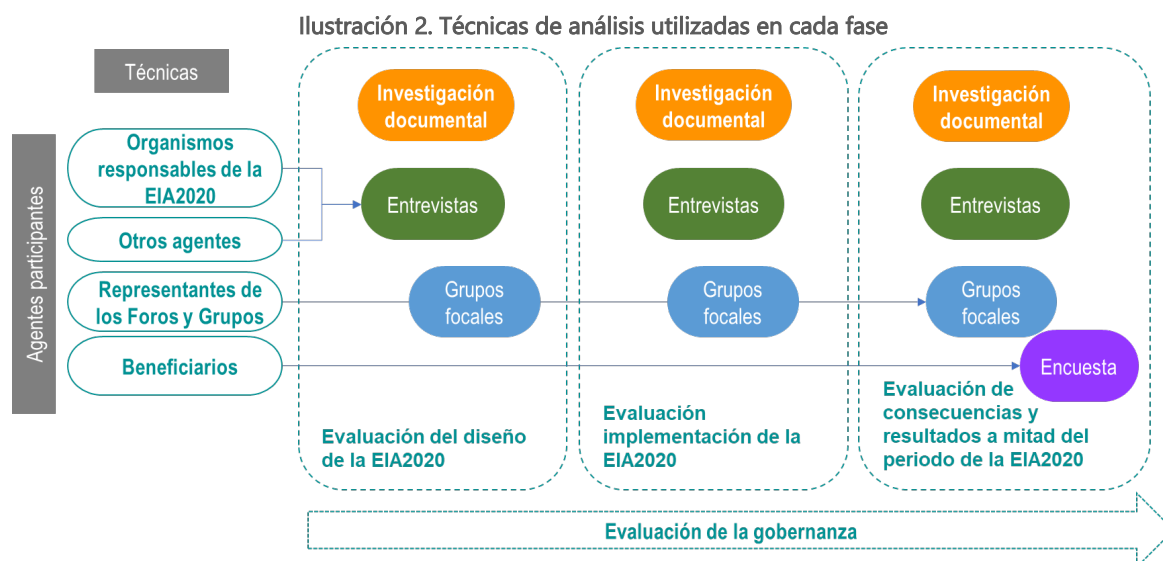 Ilustración 2. Técnicas de análisis utilizadas en cada fase
Técnicas
Agentes participantes
Organismos
responsables de la
EIA2020
Otros agentes
Representantes de
los Foros y Grupos
Beneficiarios
Investigación
documental
Entrevistas
Grupos
focales
Evaluación del diseño
de la EIA2020
Investigación
documental
Entrevistas
Grupos
focales
Evaluación
implementación de la
EIA2020
Investigación
documental
Entrevistas
Grupos
focales
Encuesta
Evaluación de
consecuencias y
resultados a mitad del
periodo de la EIA2020
Evaluación de la gobernanza